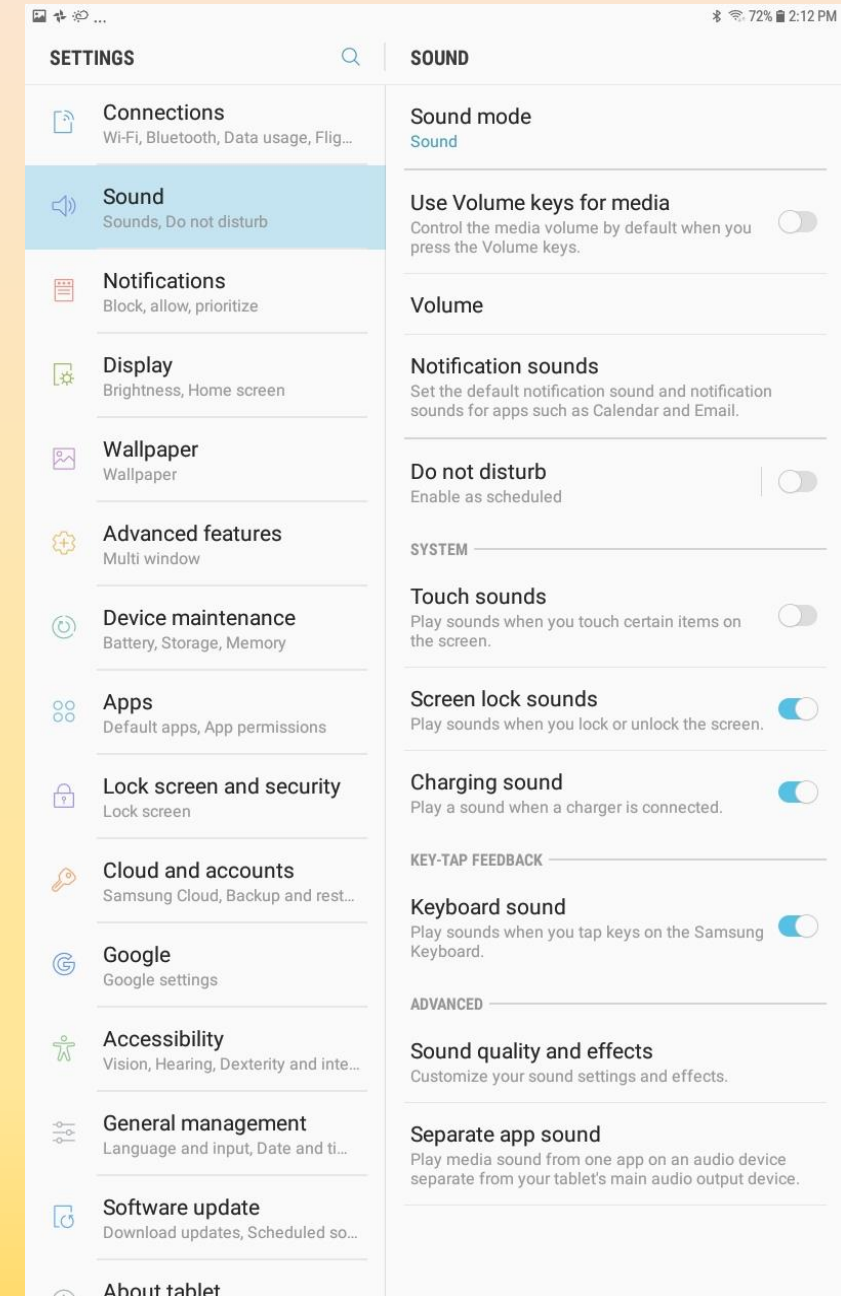 ... 72% 2:12 PM
SETTINGS
Connections
Wi-Fi, Bluetooth, Data usage, Flig...
Sound
Sounds, Do not disturb
Notifications
Block, allow, prioritize
Display
Brightness, Home screen
Wallpaper
Wallpaper
Advanced features
Multi window
Device maintenance
Battery, Storage, Memory
Apps
Default apps, App permissions
Lock screen and security
Lock screen
Cloud and accounts
Samsung Cloud, Backup and rest...
Google
Google settings
Accessibility
Vision, Hearing, Dexterity and inte...
General management
Language and input, Date and ti...
Software update
Download updates, Scheduled so...
About tablet
SOUND
Sound mode
Sound
Use Volume keys for media
Control the media volume by default when you
press the Volume keys.
Volume
Notification sounds
Set the default notification sound and notification
sounds for apps such as Calendar and Email.
Do not disturb
Enable as scheduled
SYSTEM
Touch sounds
Play sounds when you touch certain items on
the screen.
Screen lock sounds
Play sounds when you lock or unlock the screen.
Charging sound
Play a sound when a charger is connected.
KEY-TAP FEEDBACK
Keyboard sound
Play sounds when you tap keys on the Samsung
Keyboard.
ADVANCED
Sound quality and effects
Customize your sound settings and effects.
Separate app sound
Play media sound from one app on an audio device
separate from your tablet's main audio output device.